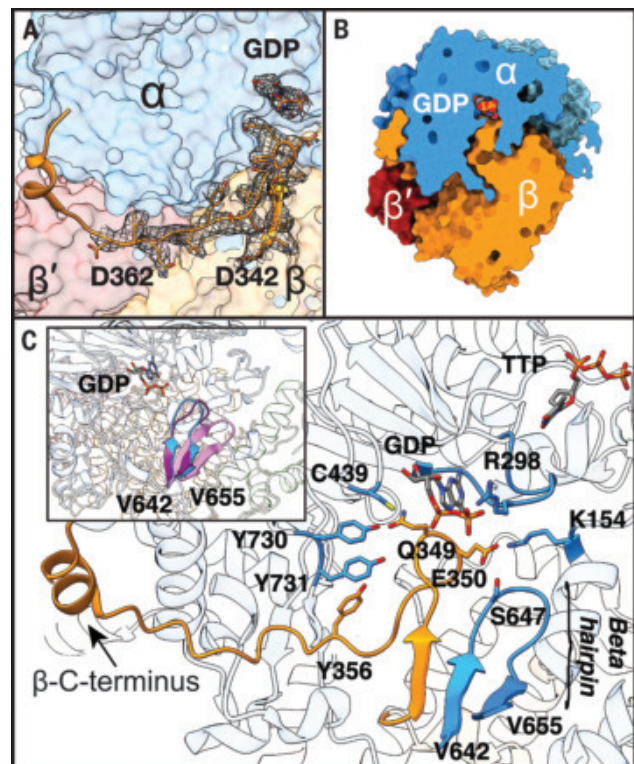 A
GDP
α
D362
D342
β′
β
B
α
GDP
β′
β
C
GDP
V642
V655
TTP
GDP
C439
R298
K154
Y730
Q349
Y731
E350
S647
Beta
hairpin
Y356
β-C-terminus
V655
V642